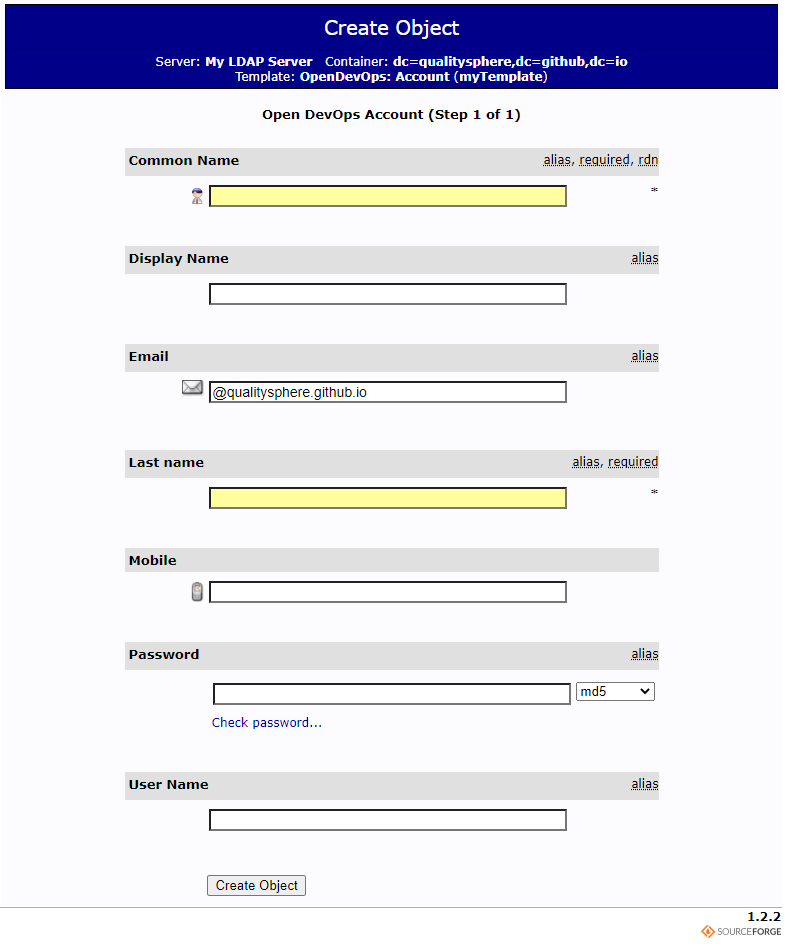 Create Object
Server: My LDAP Server Container: dc=qualitysphere,dc=github,dc=io
Template: OpenDevOps: Account (myTemplate)
Open DevOps Account (Step 1 of 1)
Common Name alias, required, rdn
*
Display Name alias
Email alias
@qualitysphere.github.io
Last name alias, required
*
Mobile
Password alias
md5
Check password...
User Name alias
Create Object
1.2.2
SOURCEFORGE